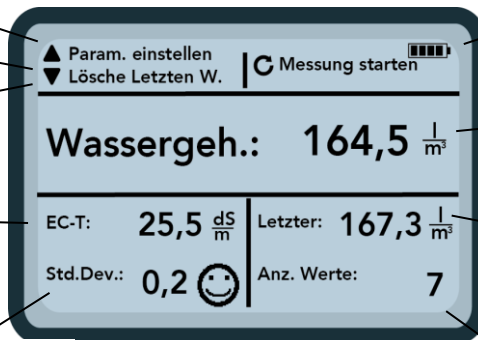 ▲ Param. einstellen
▼ Lösche Letzten W.
Messung starten
Wassergeh.: 164,5 l/m³
EC-T: 25,5 dS/m
Std.Dev.: 0,2
Letzter: 167,3 l/m³
Anz. Werte: 7